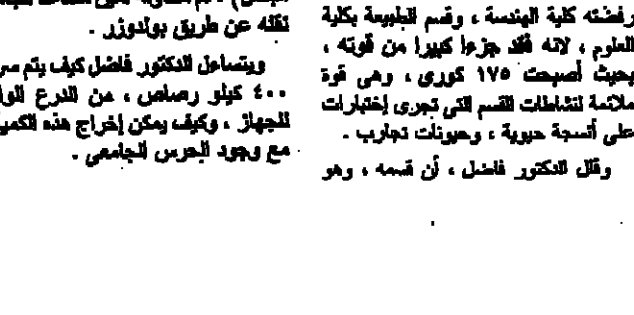 رفضته كلية الهندسة ، وقسم الطبيعة بكلية
العلوم ، لانه فقد جزءا كبيرا من قوته ،
بحيث أصبحت ١٧٥ كورى ، وهى قوة
ملائمة لنشاطات القسم التى تجرى إختبارات
على أنسجة حيوية ، وحيونات تجارب .
وقال الدكتور فاضل ، أن قسمه ، وهو
نقله عن طريق بولدوزر .
ويتساءل الدكتور فاضل كيف يتم سر
٤٠٠ كيلو رصاص ، من الدرع الوا
للجهاز ، وكيف يمكن إخراج هذه الكمي
مع وجود الحرس الجامعى .